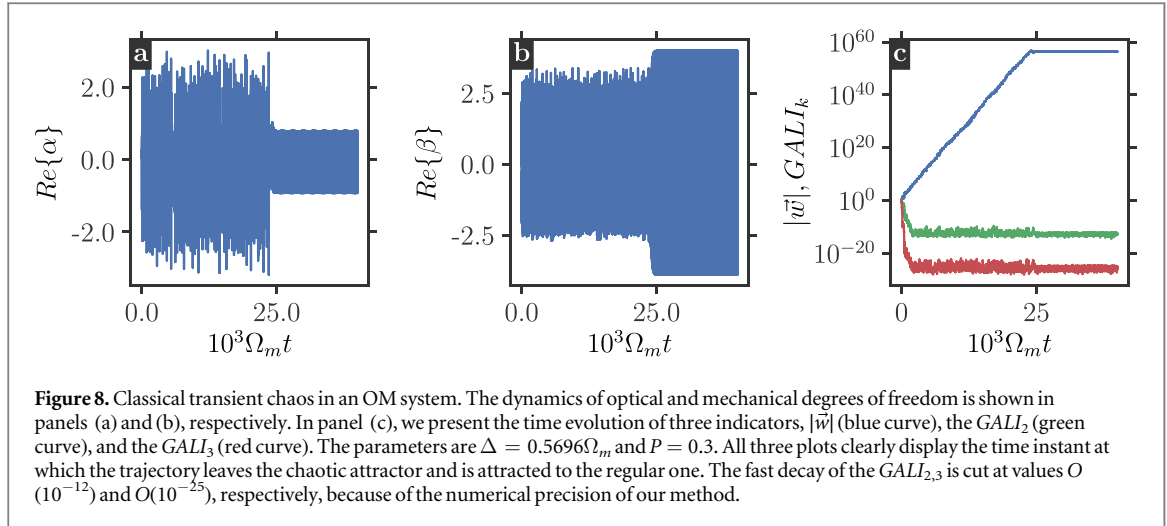 a
b
c
2.0
0.0
-2.0
Re{α}
0.0
25.0
10³Ωₘt
2.5
0.0
-2.5
Re{β}
0.0
25.0
10³Ωₘt
10⁶⁰
10⁴⁰
10²⁰
10⁰
10⁻²⁰
|w⃗|, GALIₖ
0
25
10³Ωₘt
Figure 8. Classical transient chaos in an OM system. The dynamics of optical and mechanical degrees of freedom is shown in
panels (a) and (b), respectively. In panel (c), we present the time evolution of three indicators, |w⃗| (blue curve), the GALI₂ (green
curve), and the GALI₃ (red curve). The parameters are Δ = 0.5696Ωₘ and P = 0.3. All three plots clearly display the time instant at
which the trajectory leaves the chaotic attractor and is attracted to the regular one. The fast decay of the GALI₂,₃ is cut at values O
(10⁻¹²) and O(10⁻²⁵), respectively, because of the numerical precision of our method.